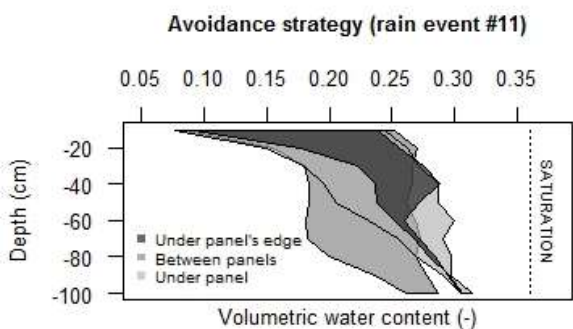 Avoidance strategy (rain event #11)
0.05 0.10 0.15 0.20 0.25 0.30 0.35
Depth (cm)
-20
-40
-60
-80
-100
Under panel's edge
Between panels
Under panel
SATURATION
Volumetric water content (-)